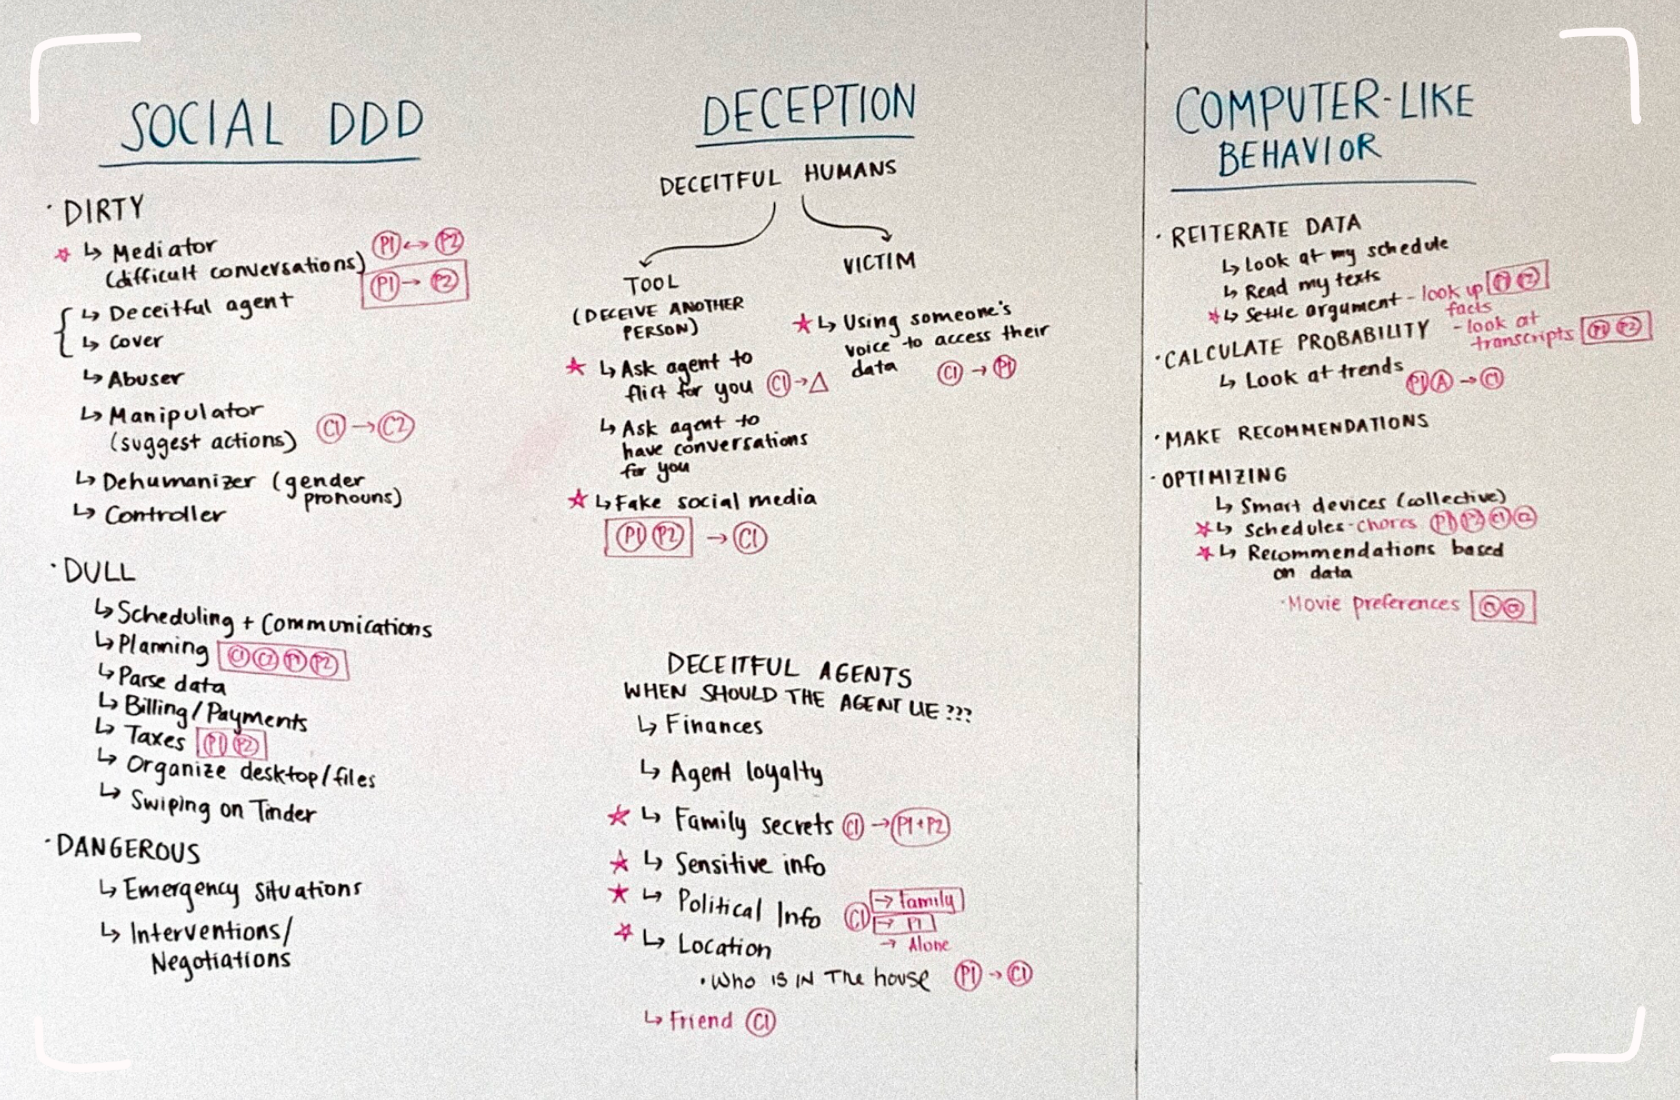 SOCIAL DDD
· DIRTY
☆ ↳ Mediator
(difficult conversations)
P1 ↔ P2
P1 → P2
↳ Deceitful agent
↳ Cover
↳ Abuser
↳ Manipulator
(suggest actions)
C1 → C2
↳ Dehumanizer (gender
pronouns)
↳ Controller
· DULL
↳ Scheduling + Communications
↳ Planning C1 C2 P1 P2
↳ Parse data
↳ Billing/Payments
↳ Taxes P1 P2
↳ Organize desktop/files
↳ Swiping on Tinder
· DANGEROUS
↳ Emergency situations
↳ Interventions/
Negotiations
DECEPTION
DECEITFUL HUMANS
TOOL
(DECEIVE ANOTHER
PERSON)
★ ↳ Ask agent to
flirt for you C1 → △
↳ Ask agent to
have conversations
for you
☆ ↳ Fake social media
P1 P2 → C1
VICTIM
★ ↳ Using someone's
voice to access their
data C1 → P1
DECEITFUL AGENTS
WHEN SHOULD THE AGENT LIE ???
↳ Finances
↳ Agent loyalty
☆ ↳ Family secrets C1 → P1+P2
☆ ↳ Sensitive info
★ ↳ Political Info C1 → family
→ P1
→ Alone
☆ ↳ Location
· Who IS IN The house P1 → C1
↳ Friend C1
COMPUTER-LIKE
BEHAVIOR
· REITERATE DATA
↳ Look at my schedule
↳ Read my texts
☆ ↳ Settle argument - look up P1 P2
facts
- look at
transcripts P1 P2
· CALCULATE PROBABILITY
↳ Look at trends P1 A → C1
· MAKE RECOMMENDATIONS
· OPTIMIZING
↳ Smart devices (collective)
☆ ↳ Schedules - chores P1 P2 C1 C2
☆ ↳ Recommendations based
on data
· Movie preferences